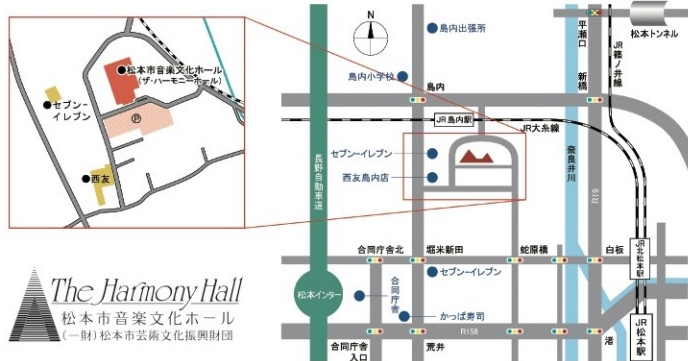 松本市音楽文化ホール
(ザ・ハーモニーホール)
セブン-
イレブン
P
西友
The Harmony Hall
松本市音楽文化ホール
(一財)松本市芸術文化振興財団
N
島内出張所
島内小学校
島内
JR島内駅
JR大糸線
セブン-イレブン
西友島内店
長野自動車道
平瀬口
新橋
JR篠ノ井線
松本トンネル
奈良井川
R19
合同庁舎北
堀米新田
蛇原橋
白板
JR北松本駅
セブン-イレブン
松本インター
合同庁舎
かっぱ寿司
R158
合同庁舎
入口
荒井
渚
JR松本駅